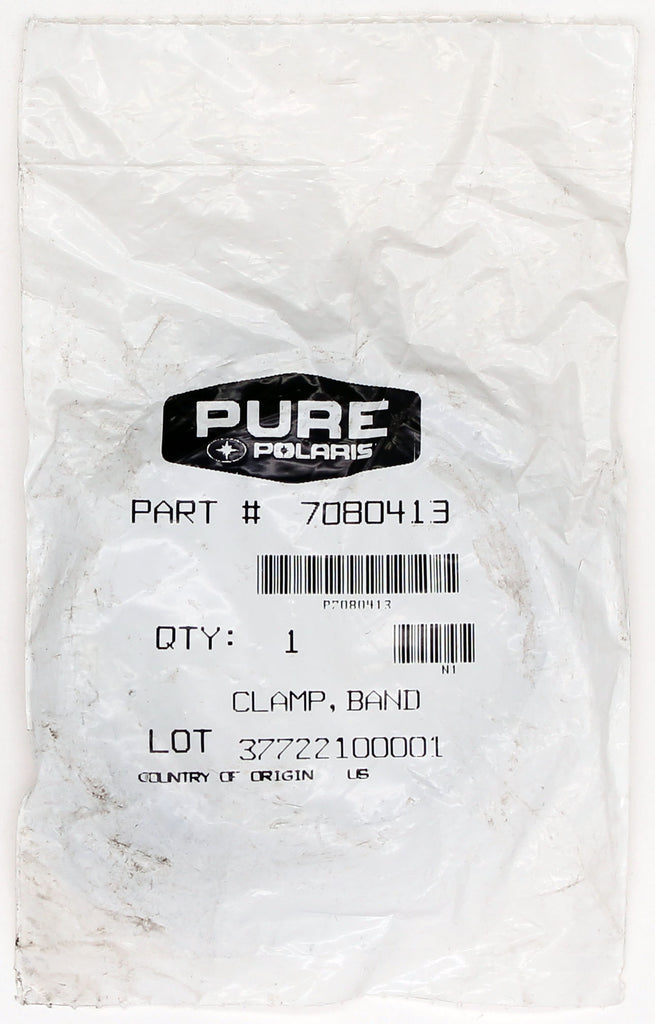 PURE
POLARIS
PART # 7080413
P7080413
QTY: 1
N1
CLAMP, BAND
LOT 37722100001
COUNTRY OF ORIGIN US